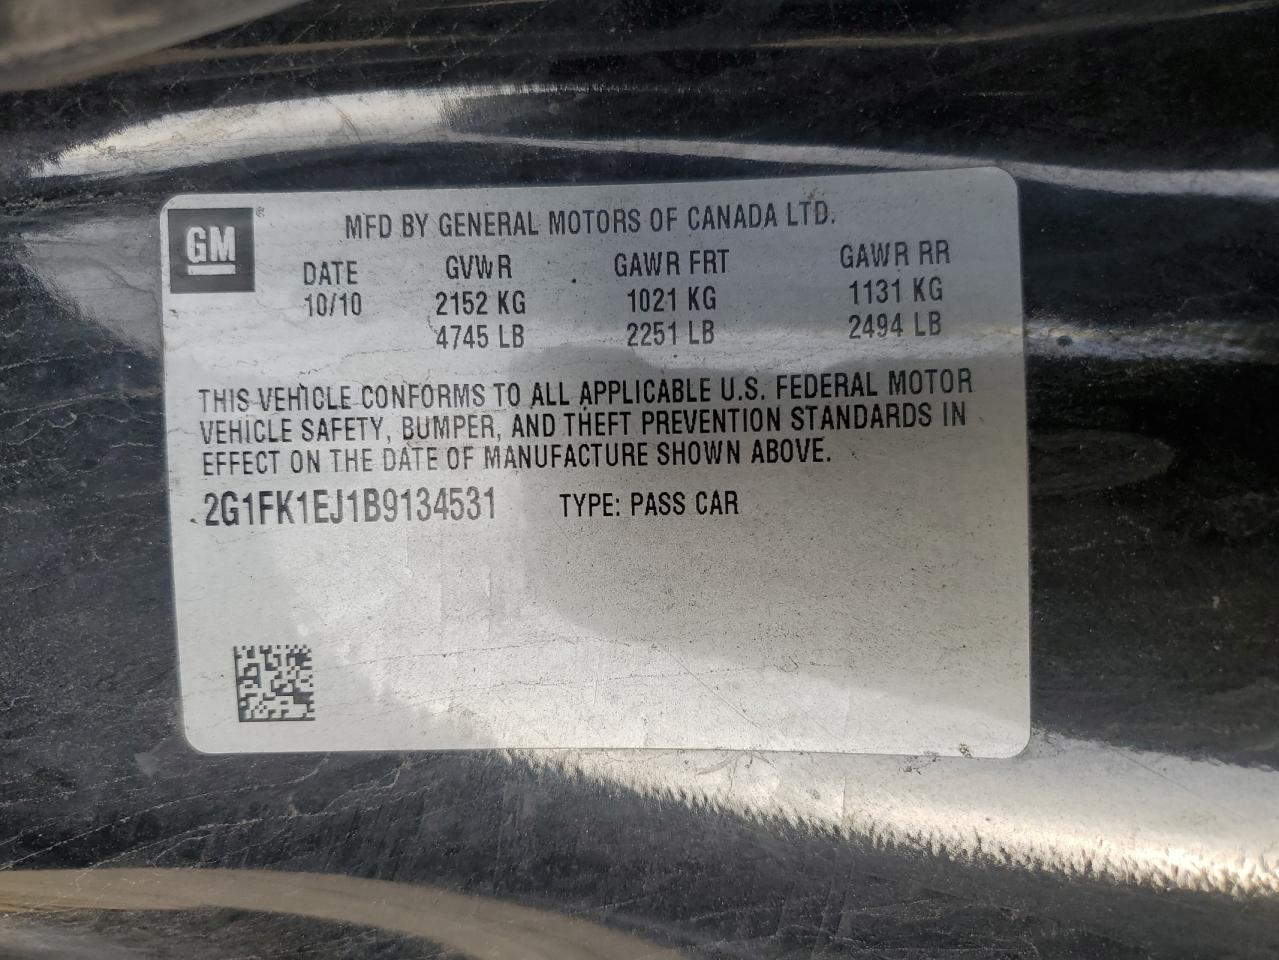 GM ®
MFD BY GENERAL MOTORS OF CANADA LTD.
DATE GVWR GAWR FRT GAWR RR
10/10 2152 KG 1021 KG 1131 KG
4745 LB 2251 LB 2494 LB
THIS VEHICLE CONFORMS TO ALL APPLICABLE U.S. FEDERAL MOTOR
VEHICLE SAFETY, BUMPER, AND THEFT PREVENTION STANDARDS IN
EFFECT ON THE DATE OF MANUFACTURE SHOWN ABOVE.
2G1FK1EJ1B9134531 TYPE: PASS CAR